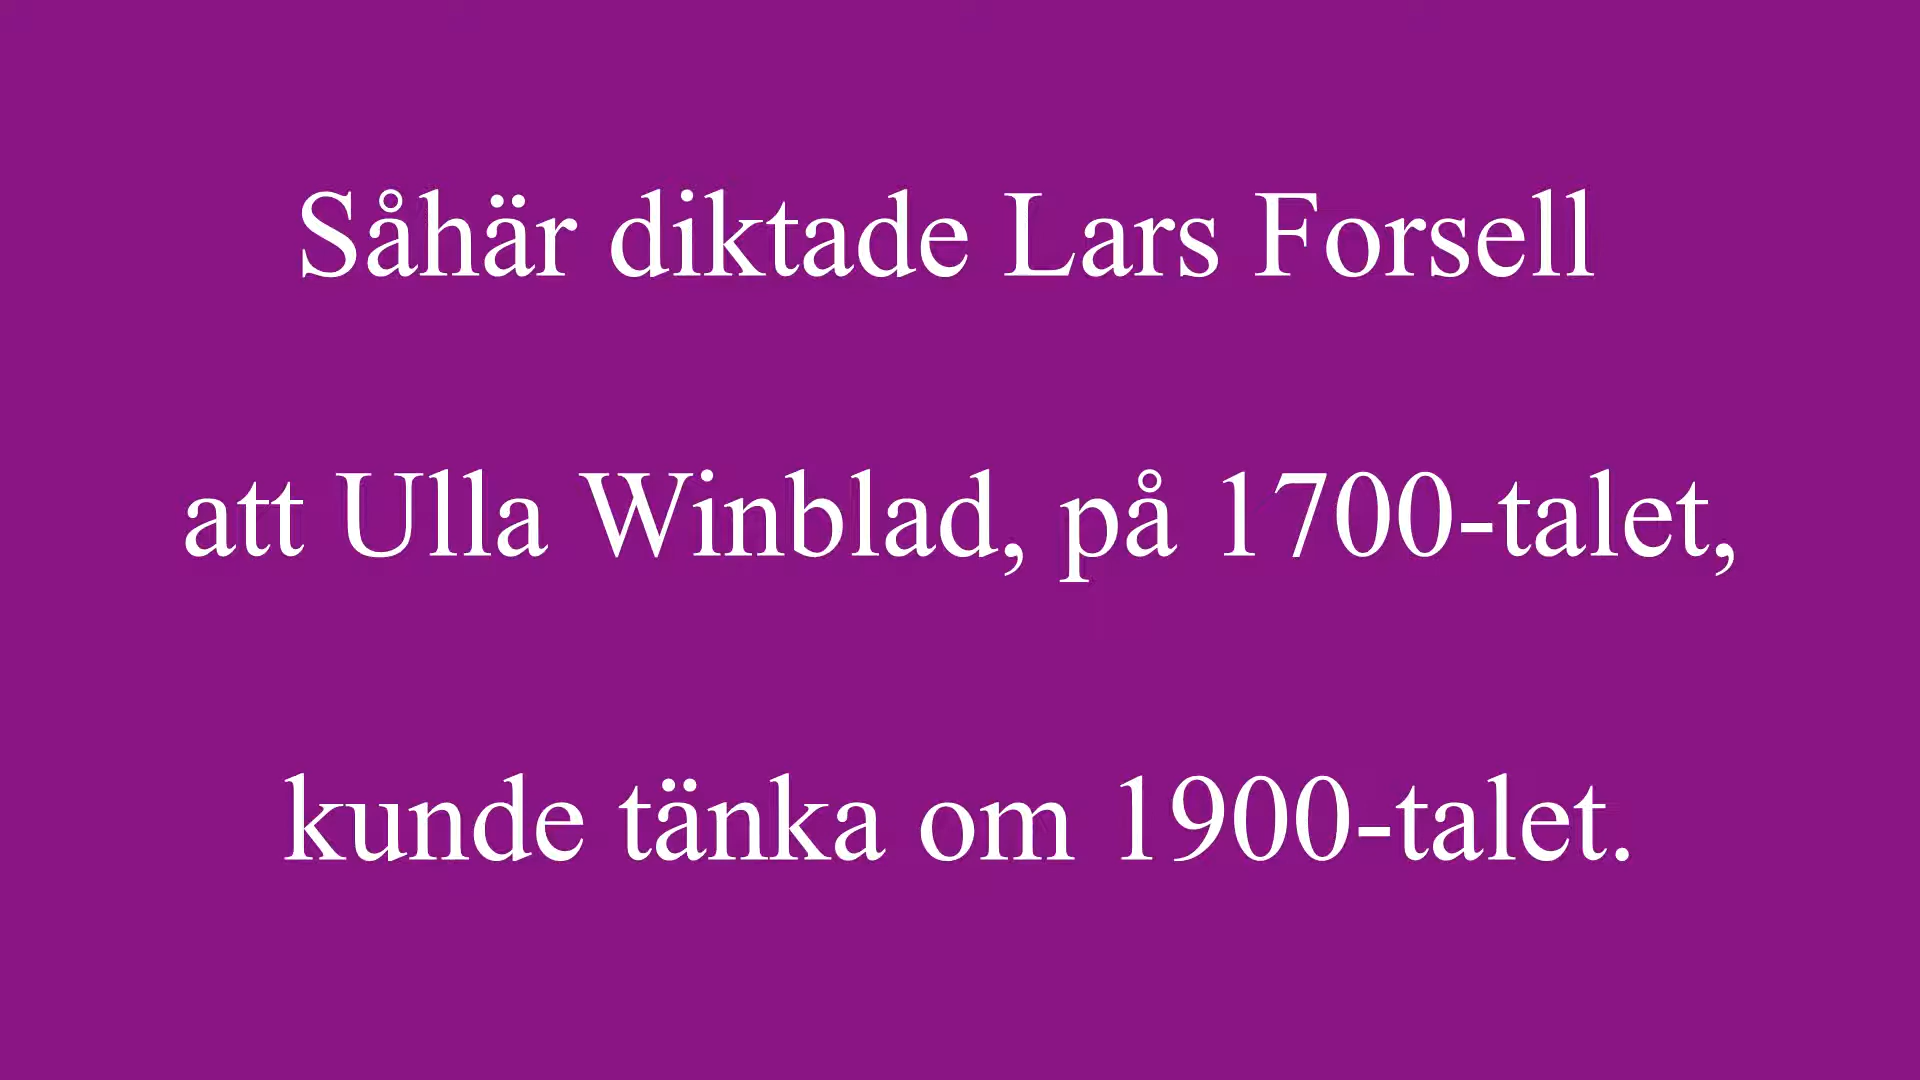 Såhär diktade Lars Forsell
att Ulla Winblad, på 1700-talet,
kunde tänka om 1900-talet.